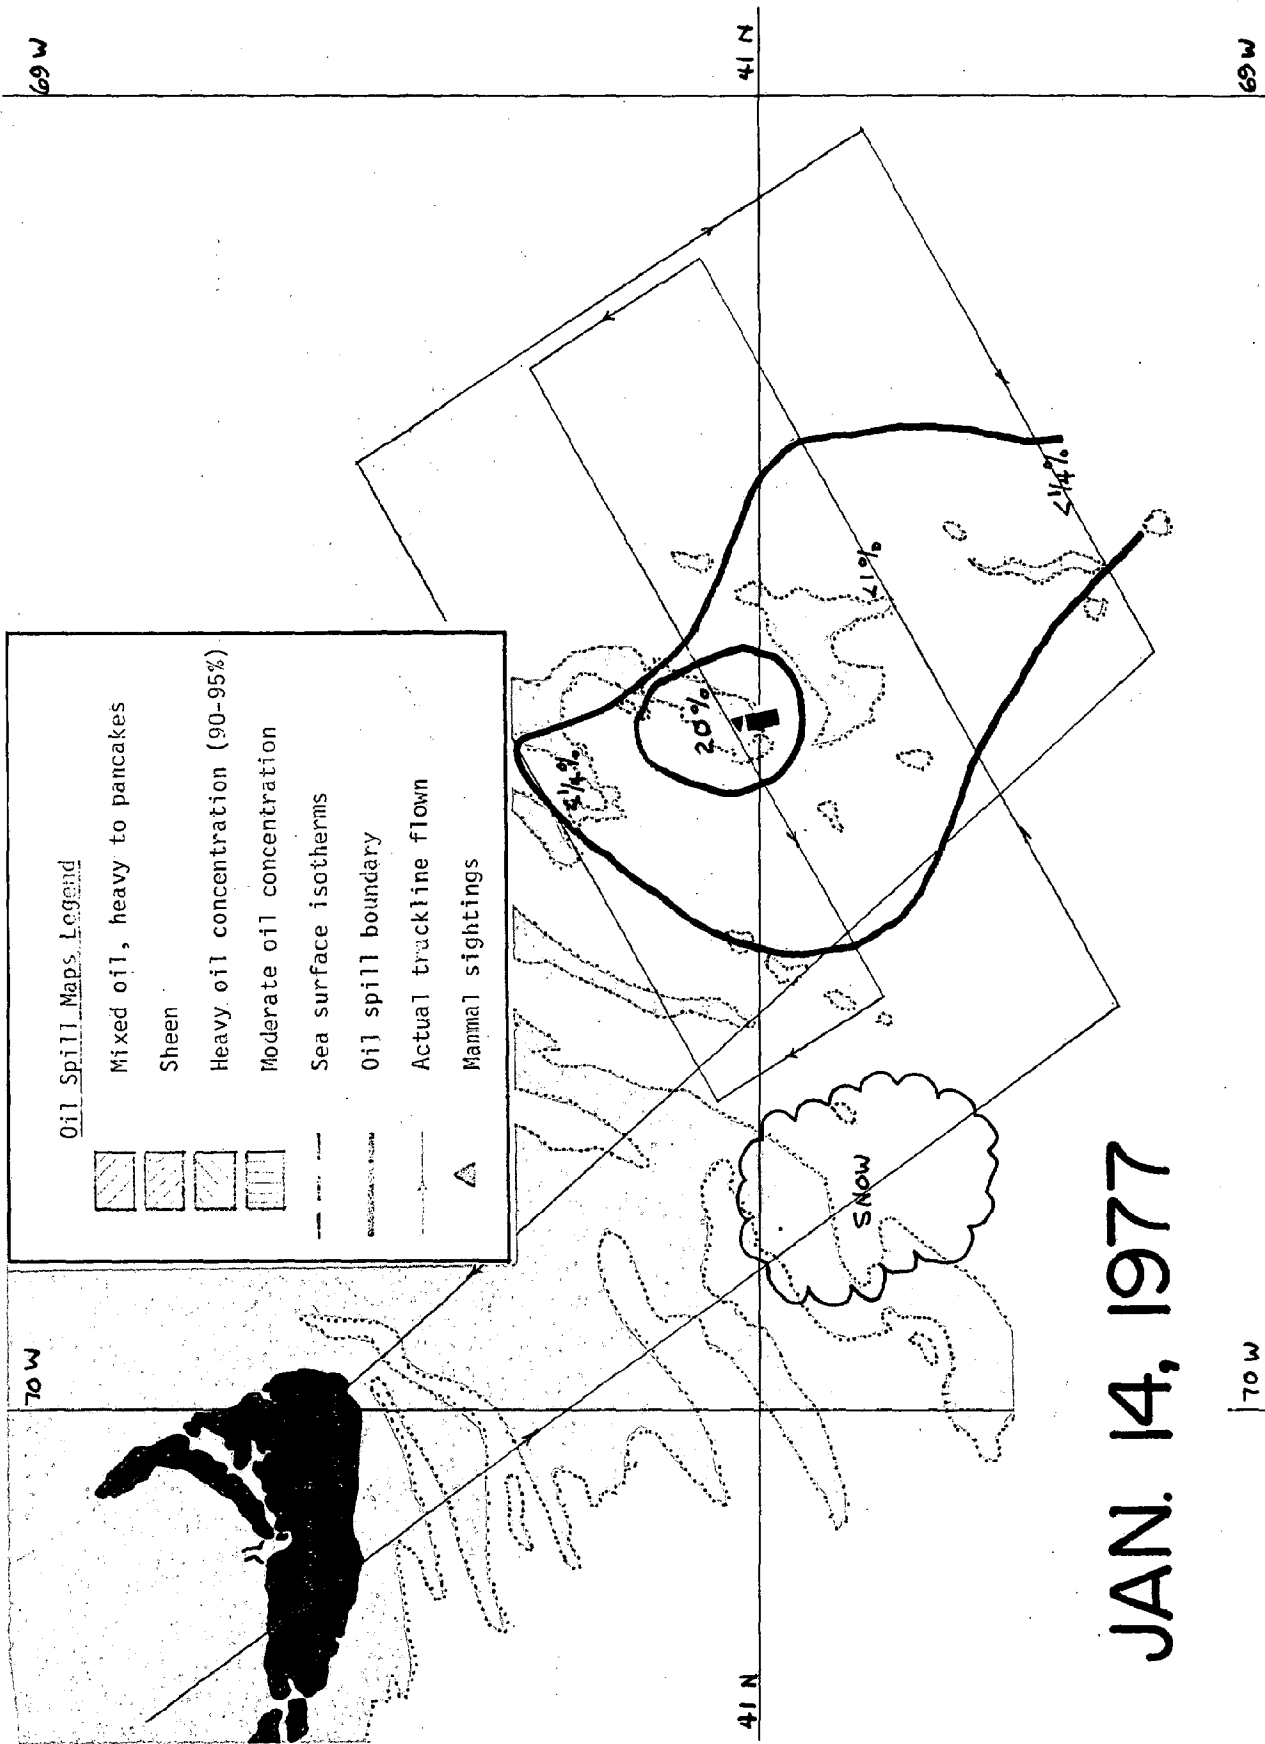 70 W
69 W
Oil Spill Maps Legend
Mixed oil, heavy to pancakes
Sheen
Heavy oil concentration (90-95%)
Moderate oil concentration
Sea surface isotherms
Oil spill boundary
Actual trackline flown
Mammal sightings
<1/4%
20%
41 N
41 N
<1%
SNOW
<1/4%
JAN. 14, 1977
70 W
69 W